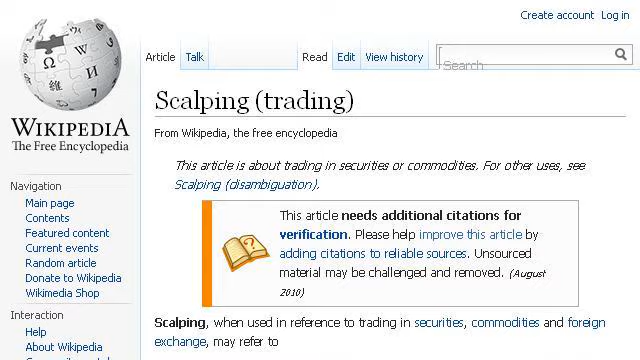 Create account Log in
Article Talk Read Edit View history Search
Scalping (trading)
WIKIPEDIA
The Free Encyclopedia
From Wikipedia, the free encyclopedia
This article is about trading in securities or commodities. For other uses, see
Scalping (disambiguation).
Navigation
Main page
Contents
Featured content
Current events
Random article
Donate to Wikipedia
Wikimedia Shop
Interaction
Help
About Wikipedia
This article needs additional citations for
verification. Please help improve this article by
adding citations to reliable sources. Unsourced
material may be challenged and removed. (August
2010)
Scalping, when used in reference to trading in securities, commodities and foreign
exchange, may refer to